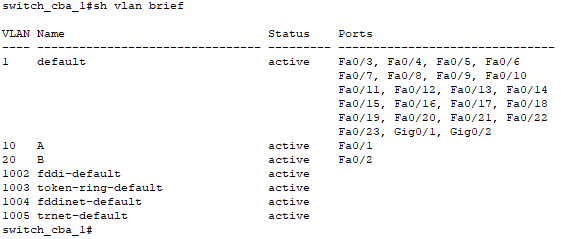 switch_cba_1#sh vlan brief
VLAN Name                             Status    Ports
---- -------------------------------- --------- -------------------------------
1    default                          active    Fa0/3, Fa0/4, Fa0/5, Fa0/6
                                                Fa0/7, Fa0/8, Fa0/9, Fa0/10
                                                Fa0/11, Fa0/12, Fa0/13, Fa0/14
                                                Fa0/15, Fa0/16, Fa0/17, Fa0/18
                                                Fa0/19, Fa0/20, Fa0/21, Fa0/22
                                                Fa0/23, Gig0/1, Gig0/2
10   A                                active    Fa0/1
20   B                                active    Fa0/2
1002 fddi-default                     active
1003 token-ring-default               active
1004 fddinet-default                  active
1005 trnet-default                    active
switch_cba_1#